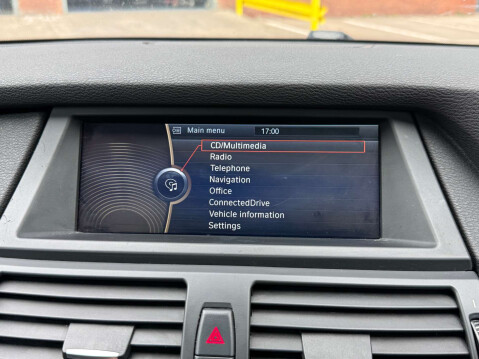 Main menu 17:00
CD/Multimedia
Radio
Telephone
Navigation
Office
ConnectedDrive
Vehicle information
Settings